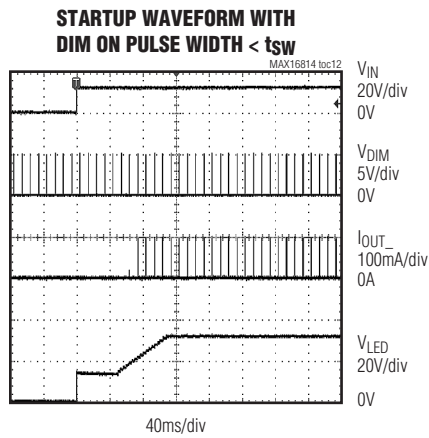 STARTUP WAVEFORM WITH
DIM ON PULSE WIDTH < tSW
MAX16814 toc12
VIN
20V/div
0V
VDIM
5V/div
0V
IOUT_
100mA/div
0A
VLED
20V/div
0V
40ms/div